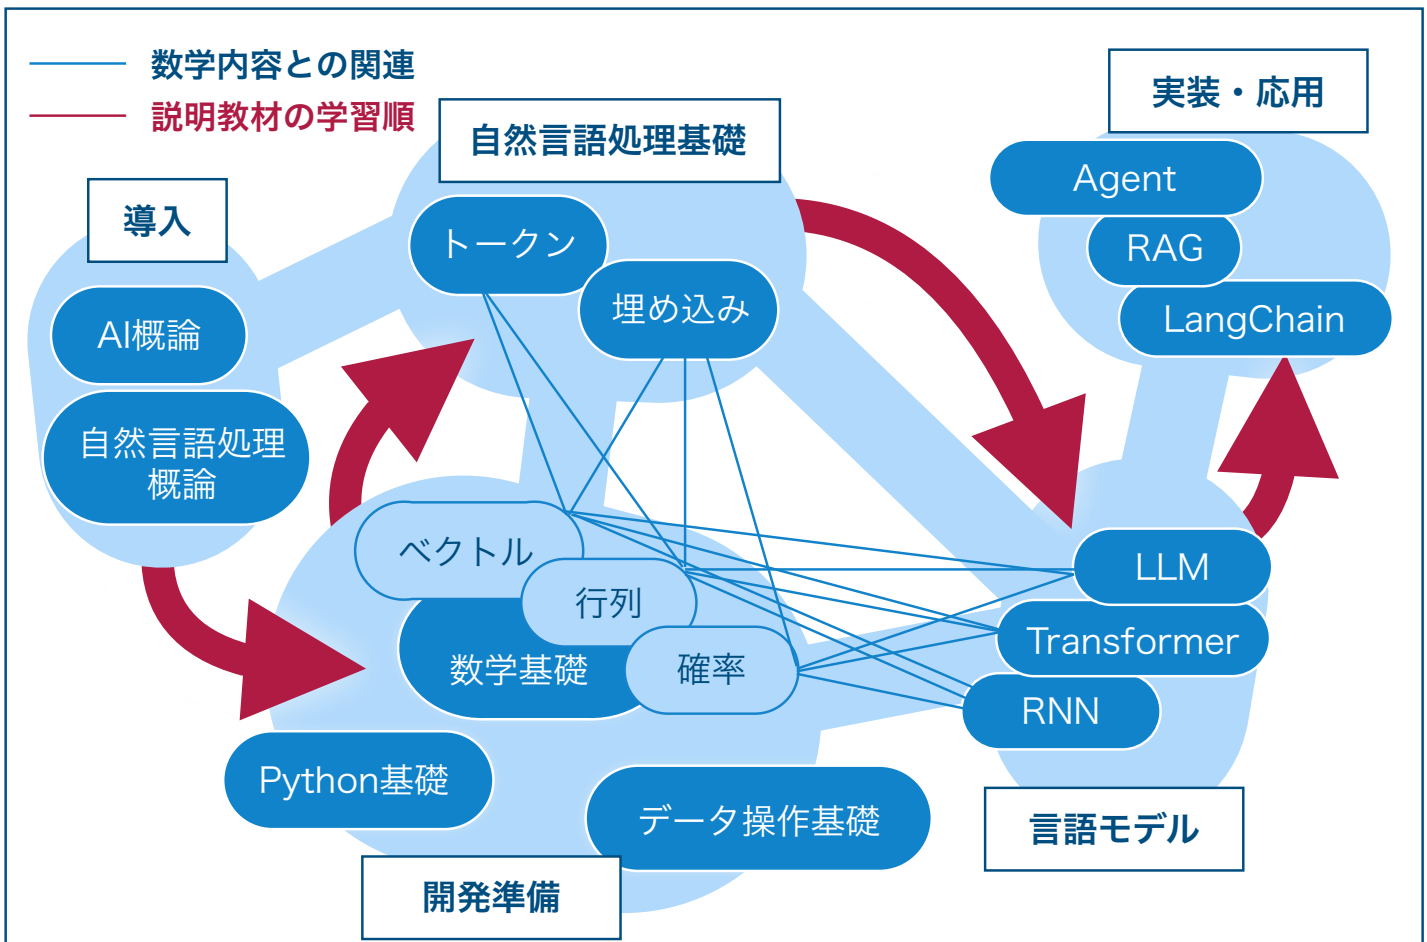 数学内容との関連
説明教材の学習順
導入
AI概論
自然言語処理
概論
自然言語処理基礎
トークン
埋め込み
実装・応用
Agent
RAG
LangChain
ベクトル
行列
数学基礎
確率
Python基礎
データ操作基礎
開発準備
LLM
Transformer
RNN
言語モデル